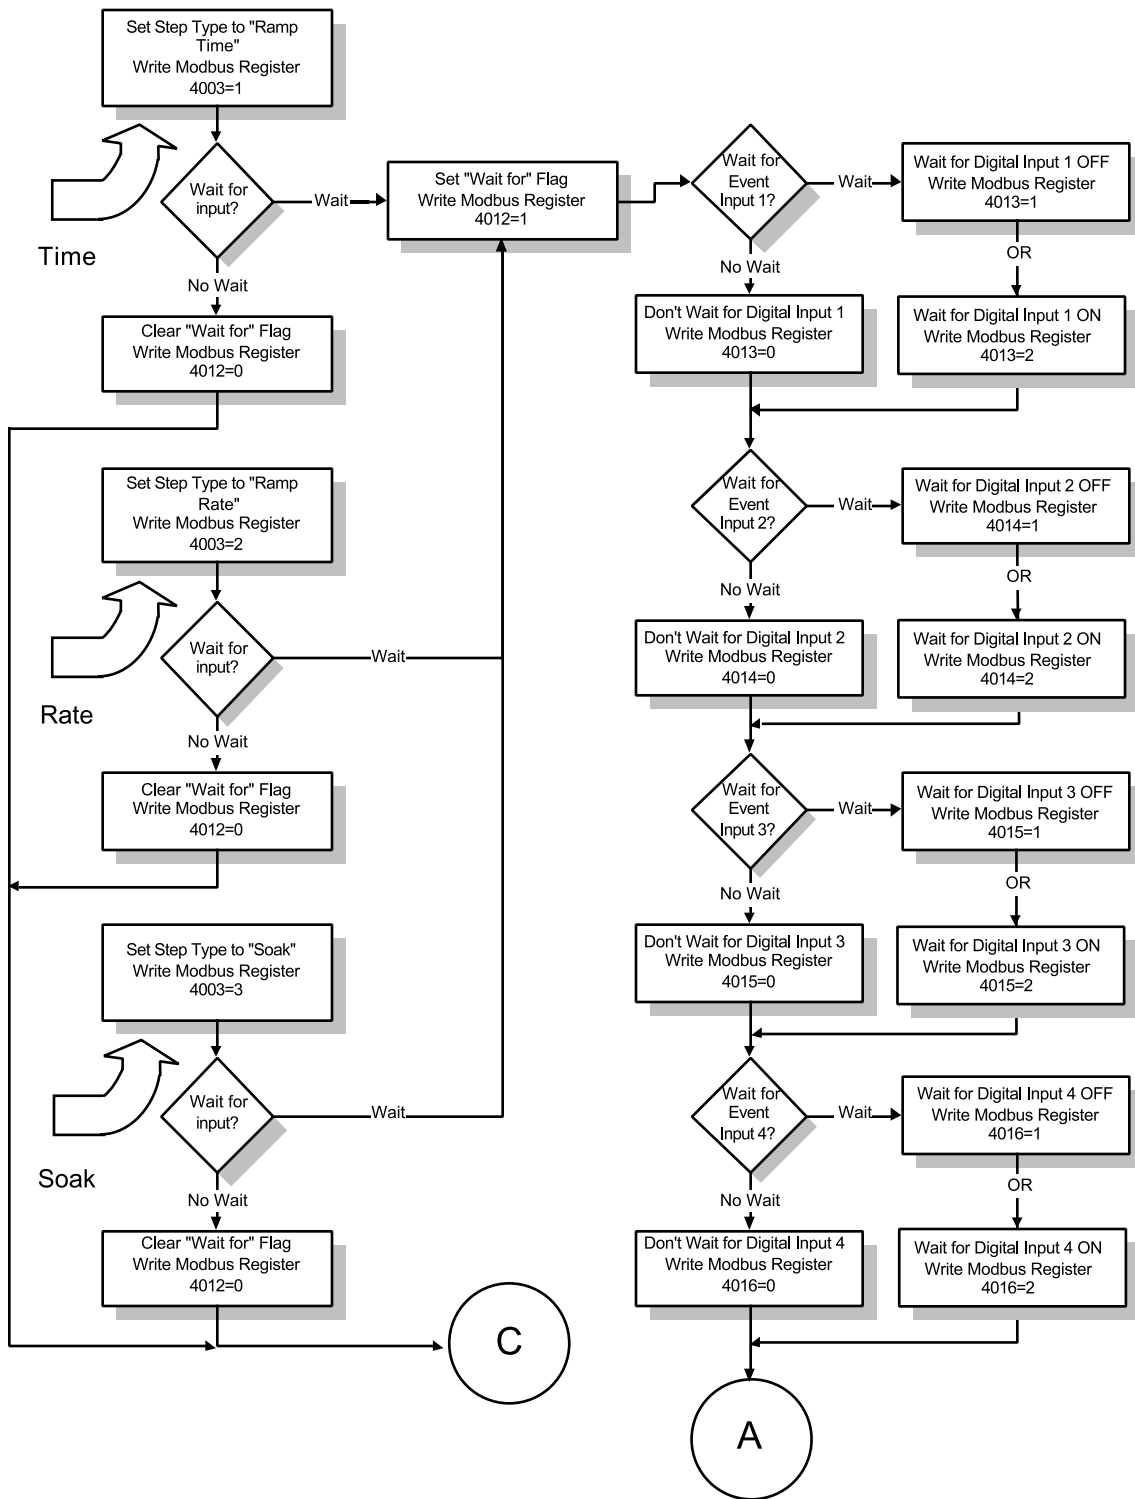 Set Step Type to "Ramp
Time"
Write Modbus Register
4003=1
Time
Wait for
input?
Wait
No Wait
Clear "Wait for" Flag
Write Modbus Register
4012=0
Set Step Type to "Ramp
Rate"
Write Modbus Register
4003=2
Rate
Wait for
input?
Wait
No Wait
Clear "Wait for" Flag
Write Modbus Register
4012=0
Set Step Type to "Soak"
Write Modbus Register
4003=3
Soak
Wait for
input?
Wait
No Wait
Clear "Wait for" Flag
Write Modbus Register
4012=0
C
Set "Wait for" Flag
Write Modbus Register
4012=1
Wait for
Event
Input 1?
Wait
Wait for Digital Input 1 OFF
Write Modbus Register
4013=1
OR
No Wait
Don't Wait for Digital Input 1
Write Modbus Register
4013=0
Wait for Digital Input 1 ON
Write Modbus Register
4013=2
Wait for
Event
Input 2?
Wait
Wait for Digital Input 2 OFF
Write Modbus Register
4014=1
OR
No Wait
Don't Wait for Digital Input 2
Write Modbus Register
4014=0
Wait for Digital Input 2 ON
Write Modbus Register
4014=2
Wait for
Event
Input 3?
Wait
Wait for Digital Input 3 OFF
Write Modbus Register
4015=1
OR
No Wait
Don't Wait for Digital Input 3
Write Modbus Register
4015=0
Wait for Digital Input 3 ON
Write Modbus Register
4015=2
Wait for
Event
Input 4?
Wait
Wait for Digital Input 4 OFF
Write Modbus Register
4016=1
OR
No Wait
Don't Wait for Digital Input 4
Write Modbus Register
4016=0
Wait for Digital Input 4 ON
Write Modbus Register
4016=2
A